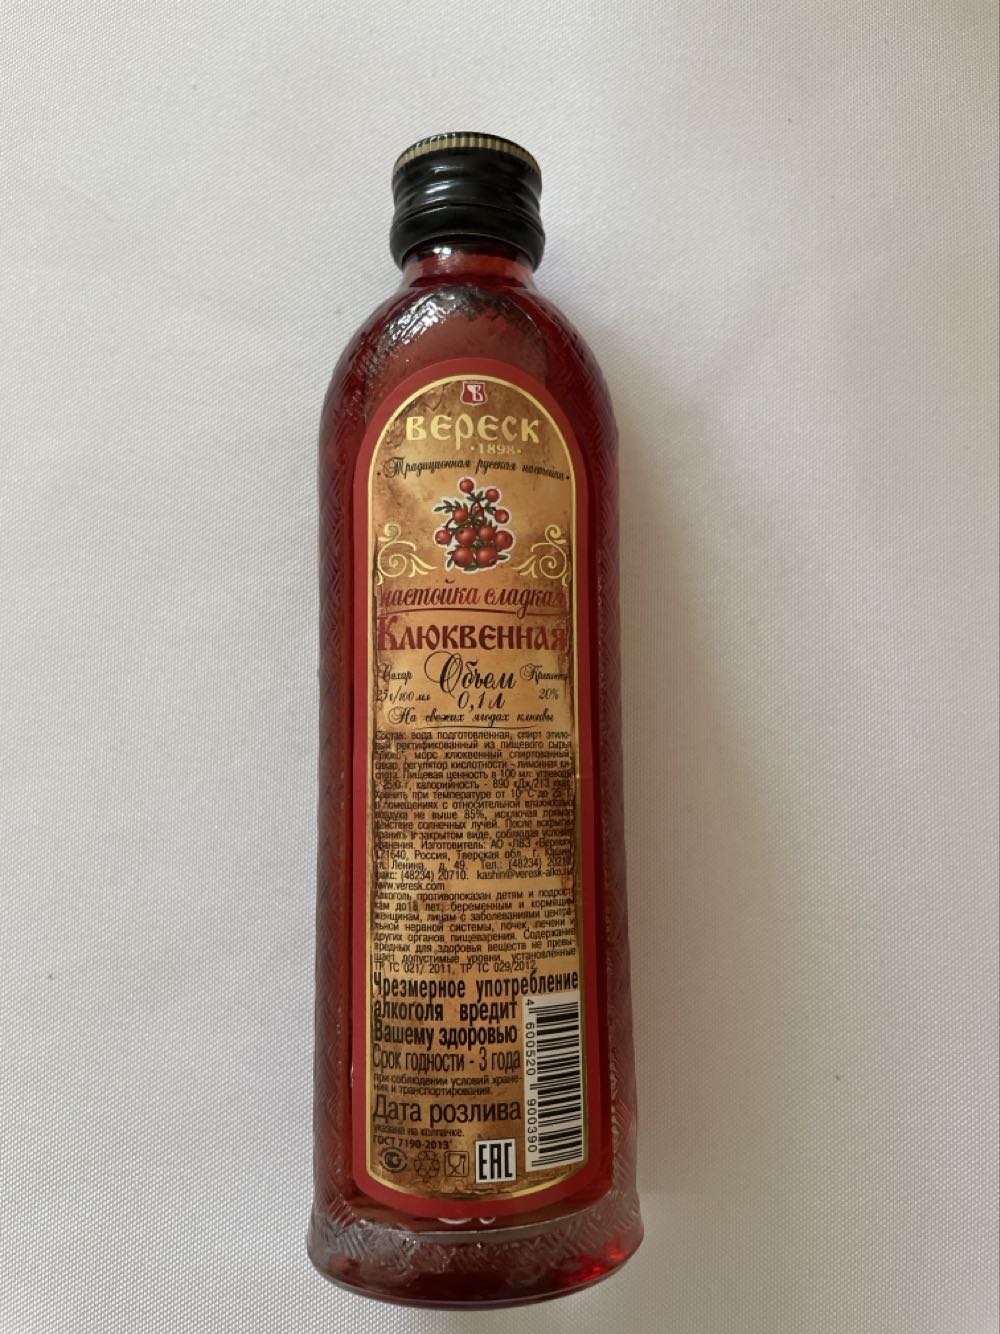 ВЕРЕСК
·1898·
Традиционная русская настойка
настойка сладкая
Клюквенная
Сахар Объем Крепость
25 г/100 мл 0,1 л 20%
На свежих ягодах клюквы
Состав: вода подготовленная, спирт этило-
вый ректификованный из пищевого сырья
"Люкс", морс клюквенный спиртованный,
сахар, регулятор кислотности - лимонная ки-
слота. Пищевая ценность в 100 мл: углеводы
- 25,0 г, калорийность - 890 кДж/213 ккал.
Хранить при температуре от 10°С до 25°С
в помещениях с относительной влажностью
воздуха не выше 85%, исключая прямое
действие солнечных лучей. После вскрытия
хранить в закрытом виде, соблюдая условия
хранения. Изготовитель: АО «ЛВЗ «Вереск»
171640, Россия, Тверская обл., г. Кашин,
ул. Ленина, д. 49. Тел.: (48234) 20210,
факс: (48234) 20710. kashin@veresk-alko.ru
www.veresk.com
Алкоголь противопоказан детям и подрост-
кам до18 лет, беременным и кормящим
женщинам, лицам с заболеваниями центра-
льной нервной системы, почек, печени и
других органов пищеварения. Содержание
вредных для здоровья веществ не превы-
шает допустимые уровни, установленные
ТР ТС 021/ 2011, ТР ТС 029/2012
Чрезмерное употребление
алкоголя вредит
Вашему здоровью
Срок годности - 3 года
при соблюдении условий хране-
ния и транспортирования.
Дата розлива
указана на колпачке.
ГОСТ 7190-2013
ЕАС
4 600520 900390